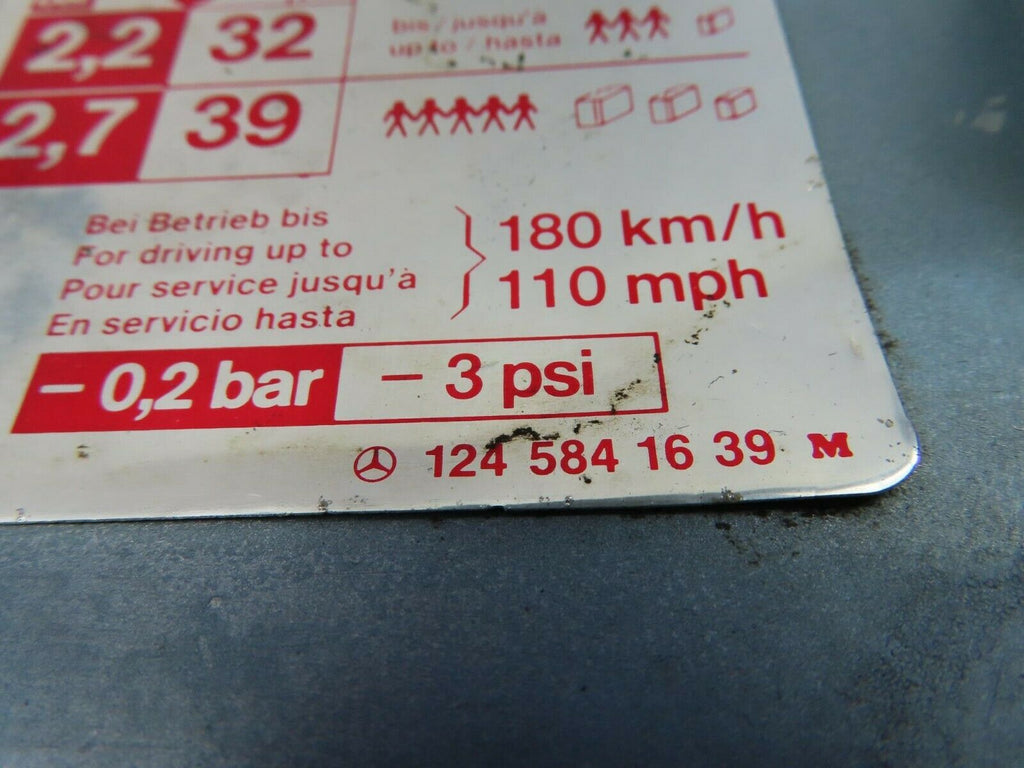 2,2 32 bis / jusqu'à
up to / hasta
2,7 39
Bei Betrieb bis
For driving up to
Pour service jusqu'à
En servicio hasta
180 km/h
110 mph
– 0,2 bar – 3 psi
124 584 16 39 M